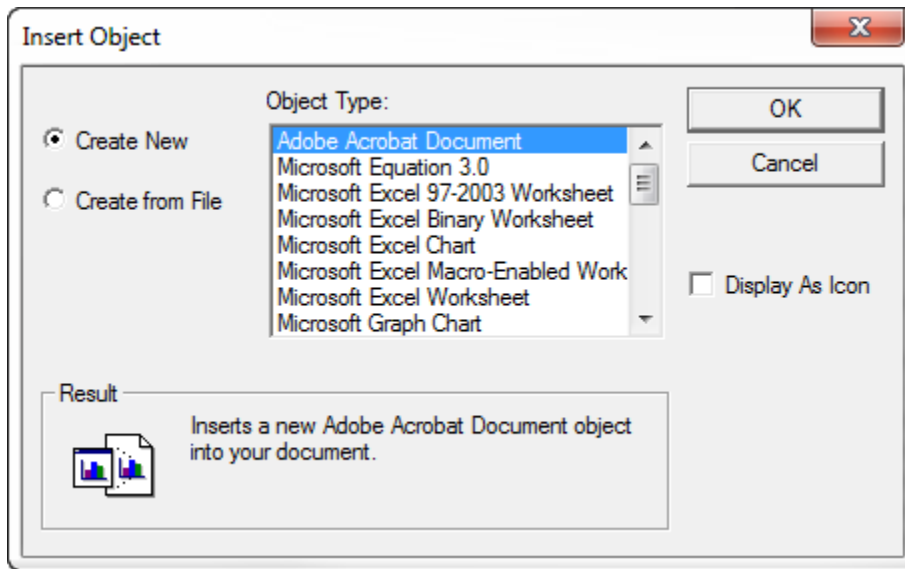 Insert Object
Object Type:
Create New
Create from File
Adobe Acrobat Document
Microsoft Equation 3.0
Microsoft Excel 97-2003 Worksheet
Microsoft Excel Binary Worksheet
Microsoft Excel Chart
Microsoft Excel Macro-Enabled Work
Microsoft Excel Worksheet
Microsoft Graph Chart
OK
Cancel
Display As Icon
Result
Inserts a new Adobe Acrobat Document object
into your document.